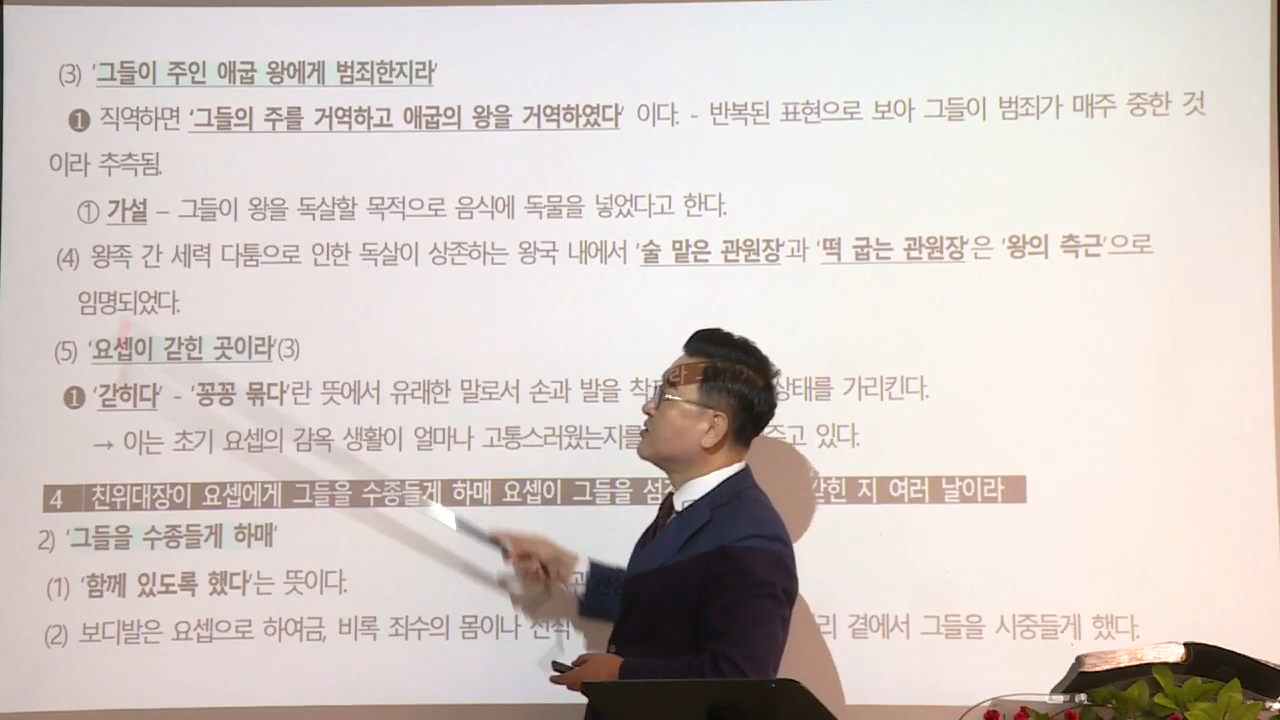 (3) '그들이 주인 애굽 왕에게 범죄한지라'
❶ 직역하면 '그들의 주를 거역하고 애굽의 왕을 거역하였다' 이다. - 반복된 표현으로 보아 그들이 범죄가 매주 중한 것
이라 추측됨.
① 가설 – 그들이 왕을 독살할 목적으로 음식에 독물을 넣었다고 한다.
(4) 왕족 간 세력 다툼으로 인한 독살이 상존하는 왕국 내에서 '술 맡은 관원장'과 '떡 굽는 관원장'은 '왕의 측근'으로
임명되었다.
(5) '요셉이 갇힌 곳이라'(3)
❶ '갇히다' - '꽁꽁 묶다'란 뜻에서 유래한 말로서 손과 발을 상태를 가리킨다.
→ 이는 초기 요셉의 감옥 생활이 얼마나 고통스러웠는지를 주고 있다.
4 친위대장이 요셉에게 그들을 수종들게 하매 요셉이 그들을 갇힌 지 여러 날이라
2) '그들을 수종들게 하매'
(1) '함께 있도록 했다'는 뜻이다.
(2) 보디발은 요셉으로 하여금, 비록 죄수의 몸이나 곁에서 그들을 시중들게 했다.